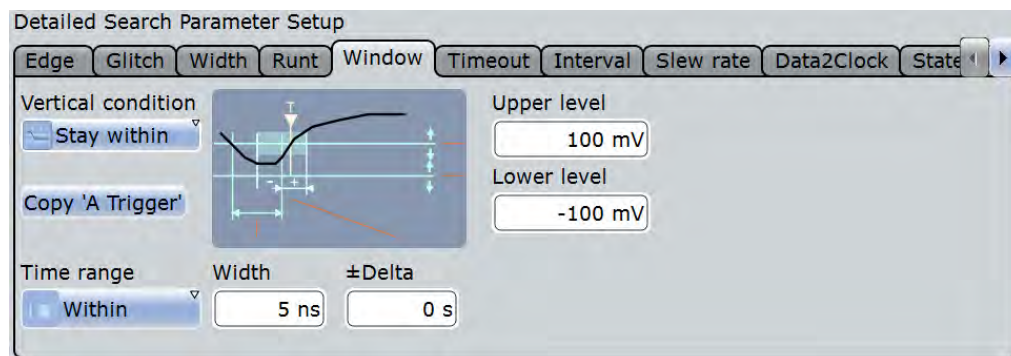 Detailed Search Parameter Setup
Edge Glitch Width Runt Window Timeout Interval Slew rate Data2Clock State
Vertical condition
Stay within
Copy 'A Trigger'
T
- +
Upper level
100 mV
Lower level
-100 mV
Time range Width ±Delta
Within 5 ns 0 s